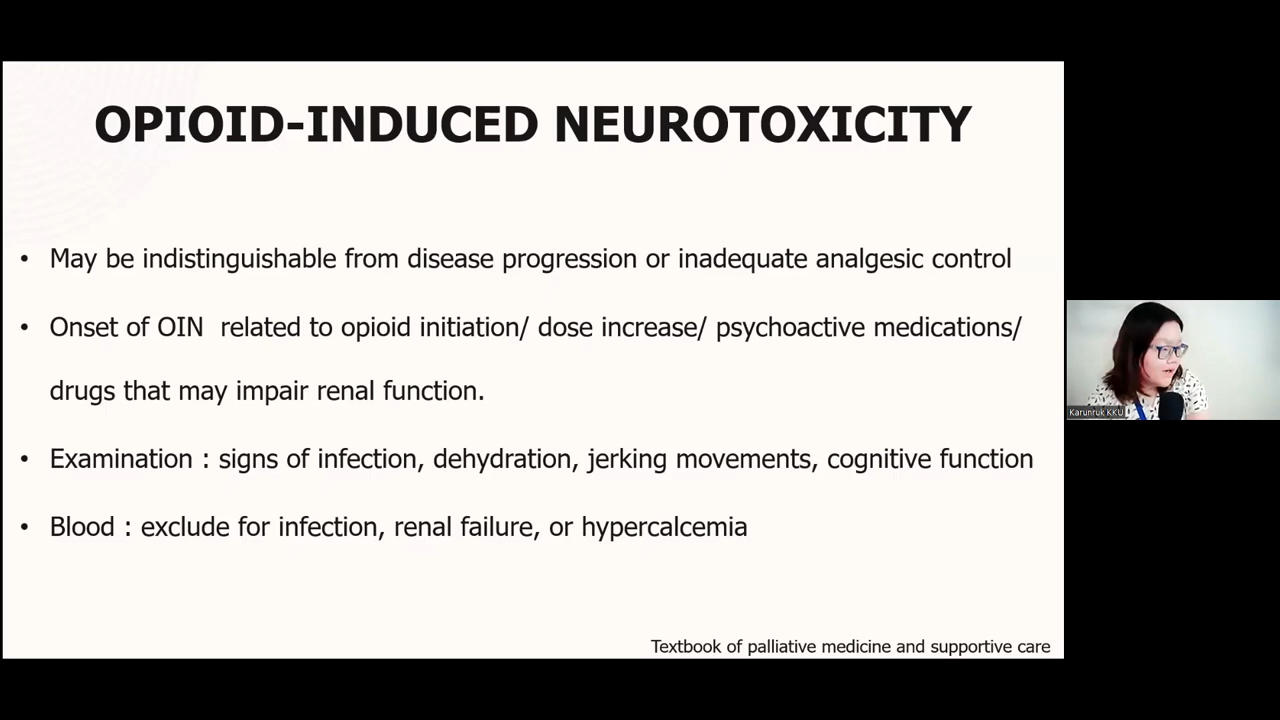 OPIOID-INDUCED NEUROTOXICITY
• May be indistinguishable from disease progression or inadequate analgesic control
• Onset of OIN  related to opioid initiation/ dose increase/ psychoactive medications/
drugs that may impair renal function.
• Examination : signs of infection, dehydration, jerking movements, cognitive function
• Blood : exclude for infection, renal failure, or hypercalcemia
Textbook of palliative medicine and supportive care
Karunruk KKU